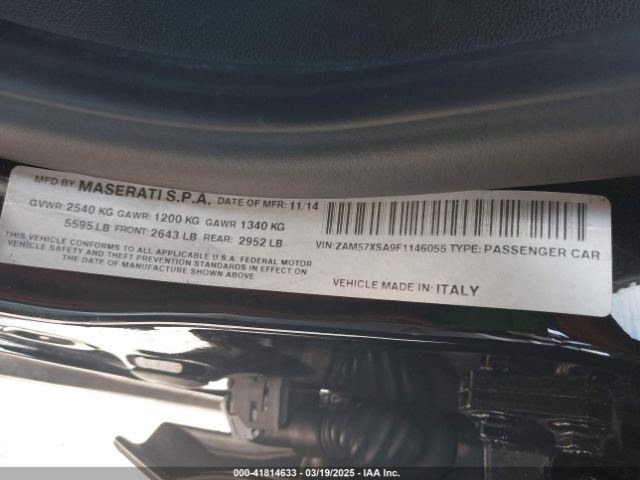 MFD BY MASERATI S.P.A. DATE OF MFR: 11/14
GVWR: 2540 KG GAWR: 1200 KG GAWR 1340 KG
5595 LB FRONT: 2643 LB REAR: 2952 LB
THIS VEHICLE CONFORMS TO ALL APPLICABLE U.S.A. FEDERAL MOTOR
VEHICLE SAFETY AND THEFT PREVENTION STANDARDS IN EFFECT ON
THE DATE OF MANUFACTURE SHOWN ABOVE
VIN: ZAM57XSA9F1146055 TYPE: PASSENGER CAR
VEHICLE MADE IN: ITALY
000-41814633 - 03/19/2025 - IAA Inc.